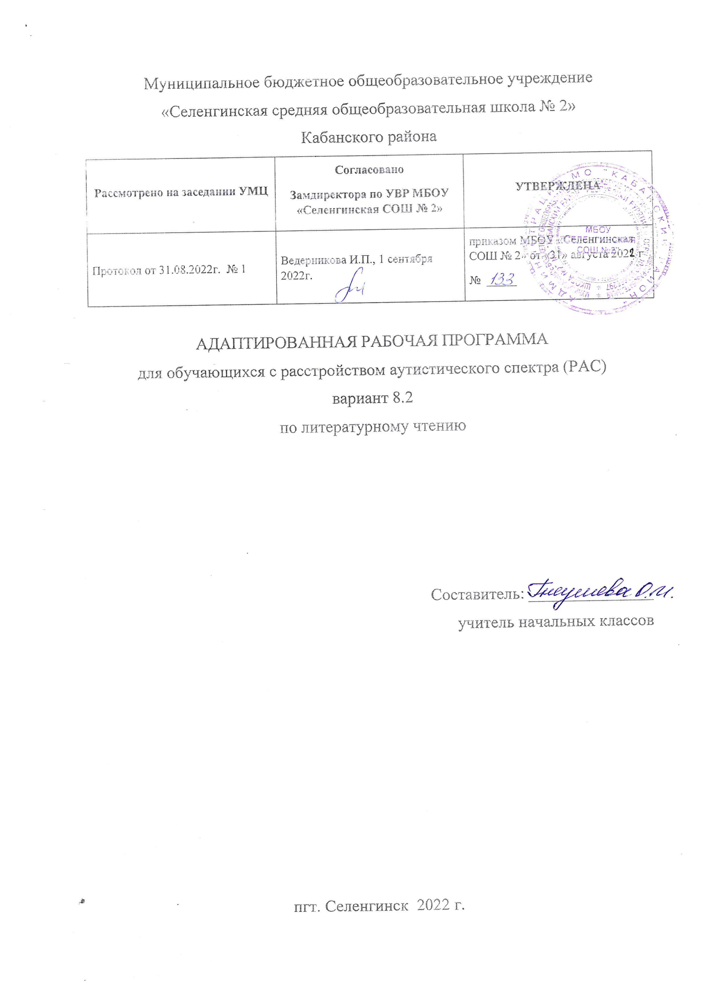 Муниципальное бюджетное общеобразовательное учреждение
«Селенгинская средняя общеобразовательная школа № 2»
Кабанского района
Рассмотрено на заседании УМЦ
Согласовано
Замдиректора по УВР МБОУ
«Селенгинская СОШ № 2»
УТВЕРЖДЕНА
Протокол от 31.08.2022г. № 1
Ведерникова И.П., 1 сентября
2022г.
приказом МБОУ «Селенгинская
СОШ № 2» от «31» августа 2022 г
№ 133
МБОУ
"СЕЛЕНГИНСКАЯ
СОШ №2"
АДАПТИРОВАННАЯ РАБОЧАЯ ПРОГРАММА
для обучающихся с расстройством аутистического спектра (РАС)
вариант 8.2
по литературному чтению
Составитель: О.И.
учитель начальных классов
пгт. Селенгинск 2022 г.